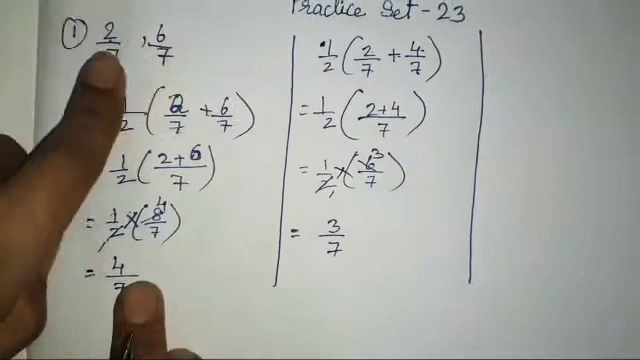 Practice Set - 23
① 2/7, 6/7
1/2 (2/7 + 6/7)
1/2 (2+6/7)
= 1/2 × (8/7) 4
= 4/7
1/2 (2/7 + 4/7)
= 1/2 (2+4/7)
= 1/2 × (6/7) 3
= 3/7